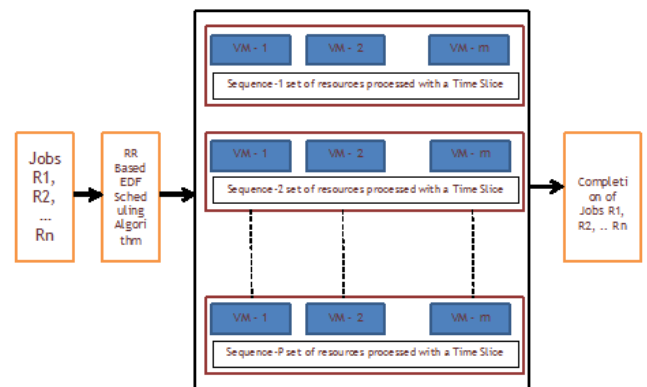 Jobs
R1,
R2,
...
Rn
RR
Based
EDF
Sched
uling
Algori
thm
VM - 1
VM - 2
VM - m
Sequence-1 set of resources processed with a Time Slice
VM - 1
VM - 2
VM - m
Sequence-2 set of resources processed with a Time Slice
VM - 1
VM - 2
VM - m
Sequence-P set of resources processed with a Time Slice
Completi
on of
Jobs R1,
R2, .. Rn